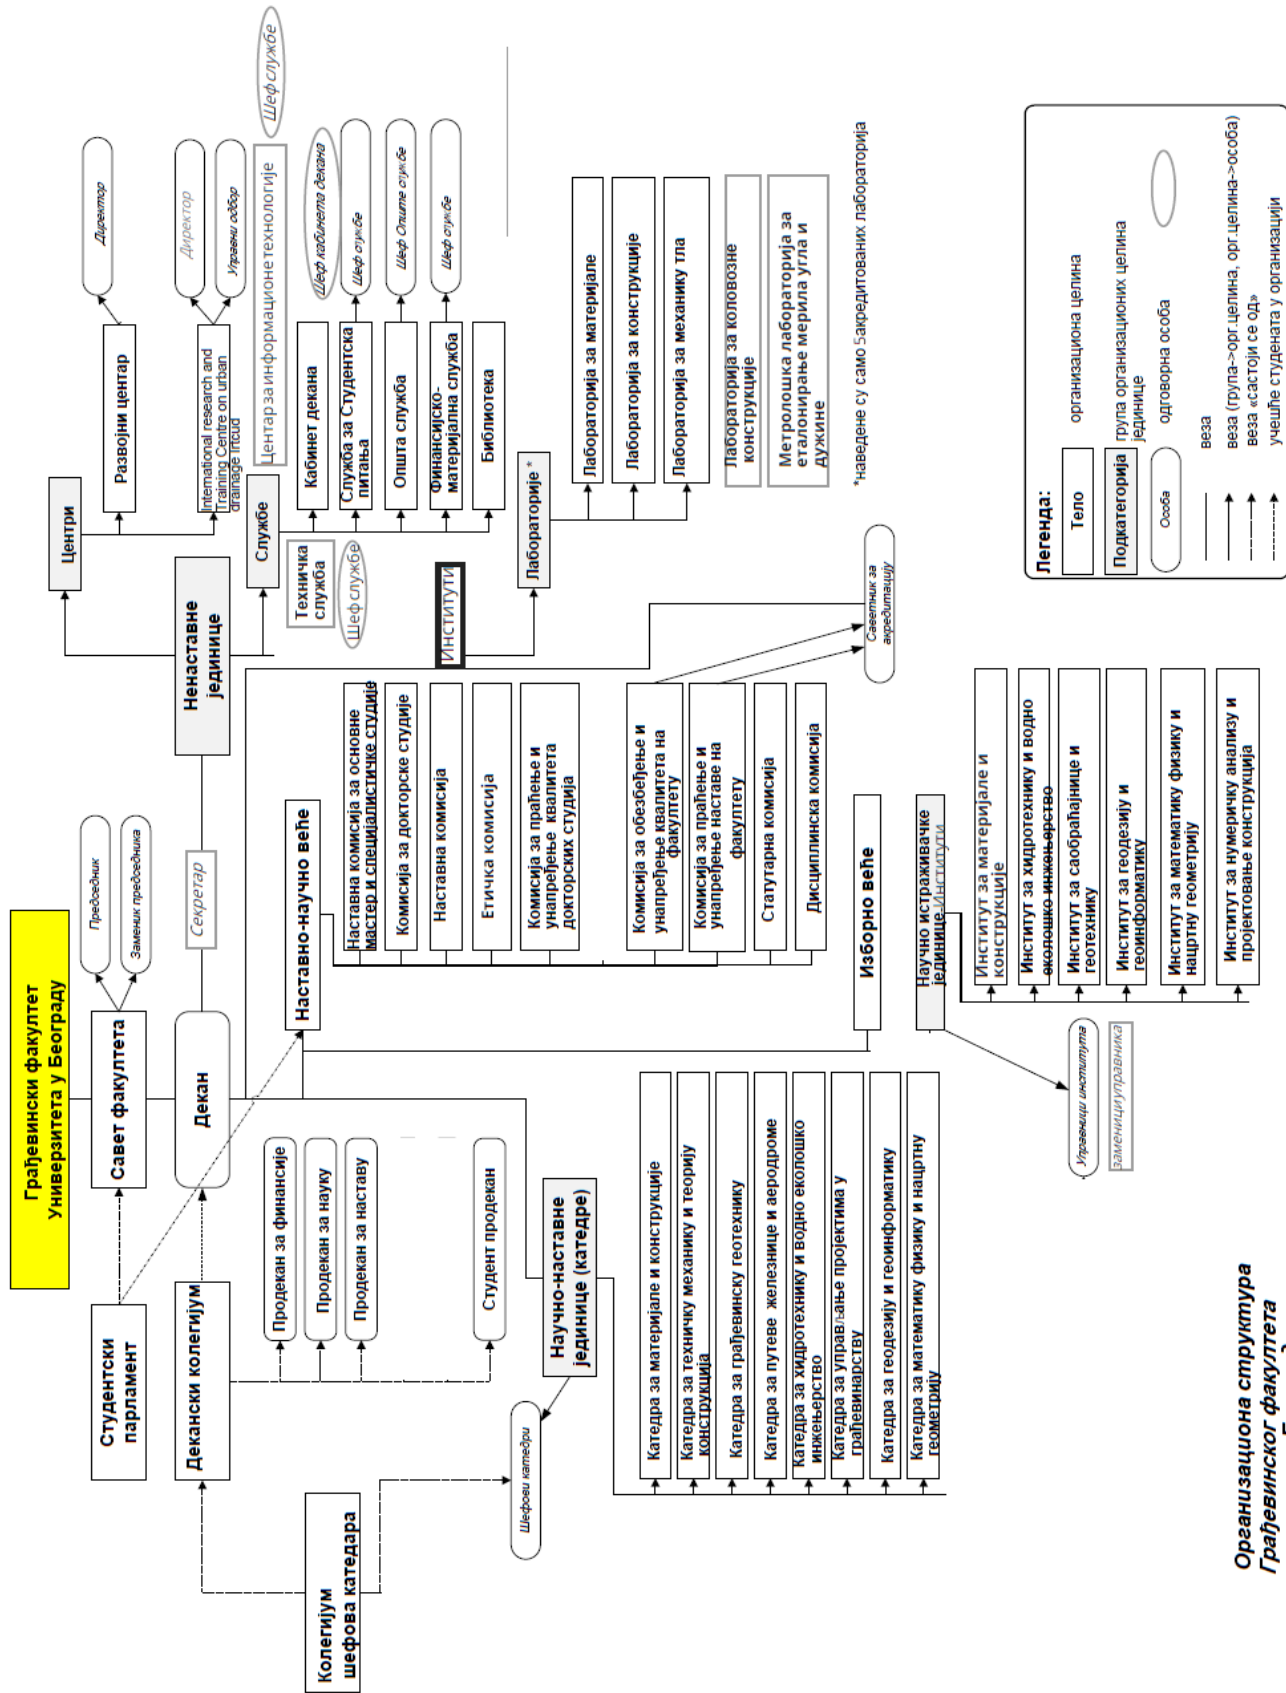 Грађевински факултет
Универзитета у Београду
Студентски
парламент
Савет факултета
Председник
Заменик председника
Декански колегијум
Декан
Секретар
Ненаставне
јединице
Колегијум
шефова катедара
Продекан за финансије
Продекан за науку
Продекан за наставу
Студент продекан
Шефови катедри
Научно-наставне
јединице (катедре)
Катедра за материјале и конструкције
Катедра за техничку механику и теорију
конструкција
Катедра за грађевинску геотехнику
Катедра за путеве железнице и аеродроме
Катедра за хидротехнику и водно еколошко
инжењерство
Катедра за управљање пројектима у
грађевинарству
Катедра за геодезију и геоинформатику
Катедра за математику физику и нацртну
геометрију
Наставно-научно веће
Наставна комисија за основне
мастер и специјалистичке студије
Комисија за докторске студије
Наставна комисија
Етичка комисија
Комисија за праћење и
унапређење квалитета
докторских студија
Комисија за обезбеђење и
унапређење квалитета на
факултету
Комисија за праћење и
унапређење наставе на
факултету
Статутарна комисија
Дисциплинска комисија
Саветник за
акредитацију
Изборно веће
Научно истраживачке
јединице-Институти
Управници института
замениципуправника
Институт за материјале и
конструкције
Институт за хидротехнику и водно
еколошко инжењерство
Институт за саобраћајнице и
геотехнику
Институт за геодезију и
геоинформатику
Институт за математику физику и
нацртну геометрију
Институт за нумеричку анализу и
пројектовање конструкција
Центри
Развојни центар
Директор
International research and
Training Centre on urban
drainage Irtcud
Директор
Управни одбор
Центар за информационе технологије
Шеф службе
Службе
Техничка
служба
Шеф службе
Кабинет декана
Шеф кабинета декана
Служба за Студентска
питања
Шеф службе
Општа служба
Шеф Опште службе
Финансијско-
материјална служба
Шеф службе
Библиотека
Институти
Лабораторије *
Лабораторија за материјале
Лабораторија за конструкције
Лабораторија за механику тла
Лабораторија за коловозне
конструкције
Метролошка лабораторија за
еталонирање мерила угла и
дужине
*наведене су само 5акредитованих лабораторија
Легенда:
Тело
организациона целина
Подкатегорија
група организационих целина
јединице
Особа
одговорна особа
веза
веза (група->орг.целина, орг.целина->особа)
веза «састоји се од»
учешће студената у организацији
Организациона структура
Грађевинског факултета